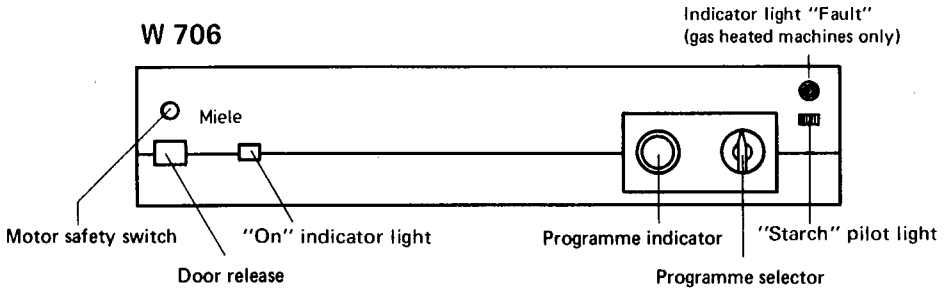 Indicator light "Fault"
(gas heated machines only)
W 706
Miele
Motor safety switch
"On" indicator light
Programme indicator
"Starch" pilot light
Door release
Programme selector